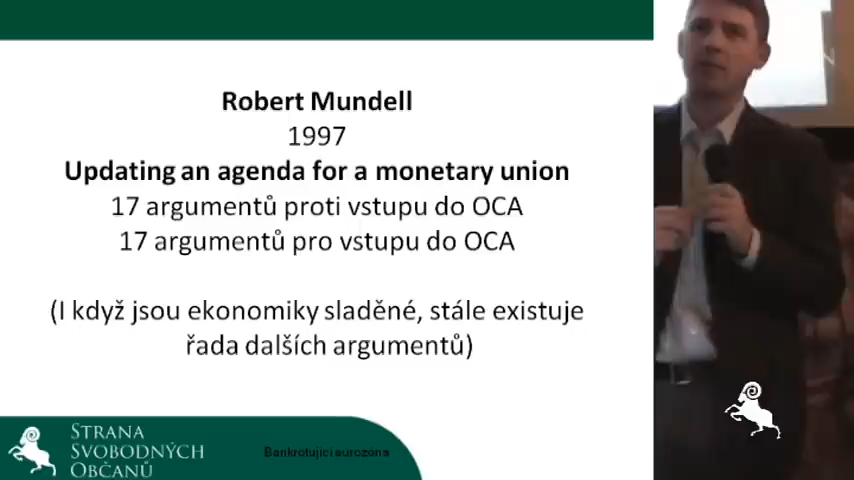 Robert Mundell
1997
Updating an agenda for a monetary union
17 argumentů proti vstupu do OCA
17 argumentů pro vstupu do OCA
(I když jsou ekonomiky sladěné, stále existuje
řada dalších argumentů)
STRANA
SVOBODNÝCH
OBČANŮ
Bankrotující eurozóna